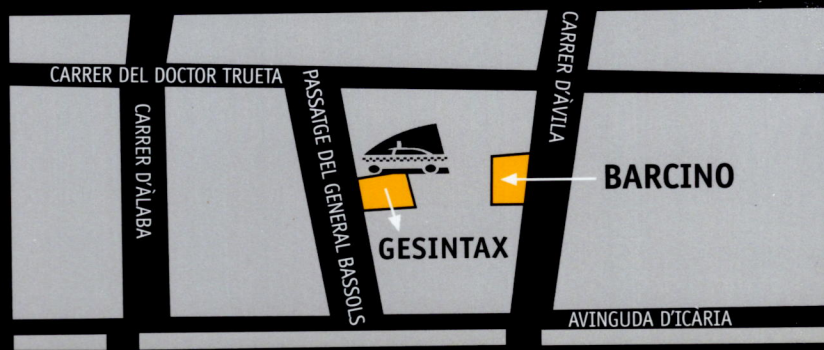 CARRER DEL DOCTOR TRUETA
CARRER D'ÀLABA
PASSATGE DEL GENERAL BASSOLS
CARRER D'ÀVILA
BARCINO
GESINTAX
AVINGUDA D'ICÀRIA